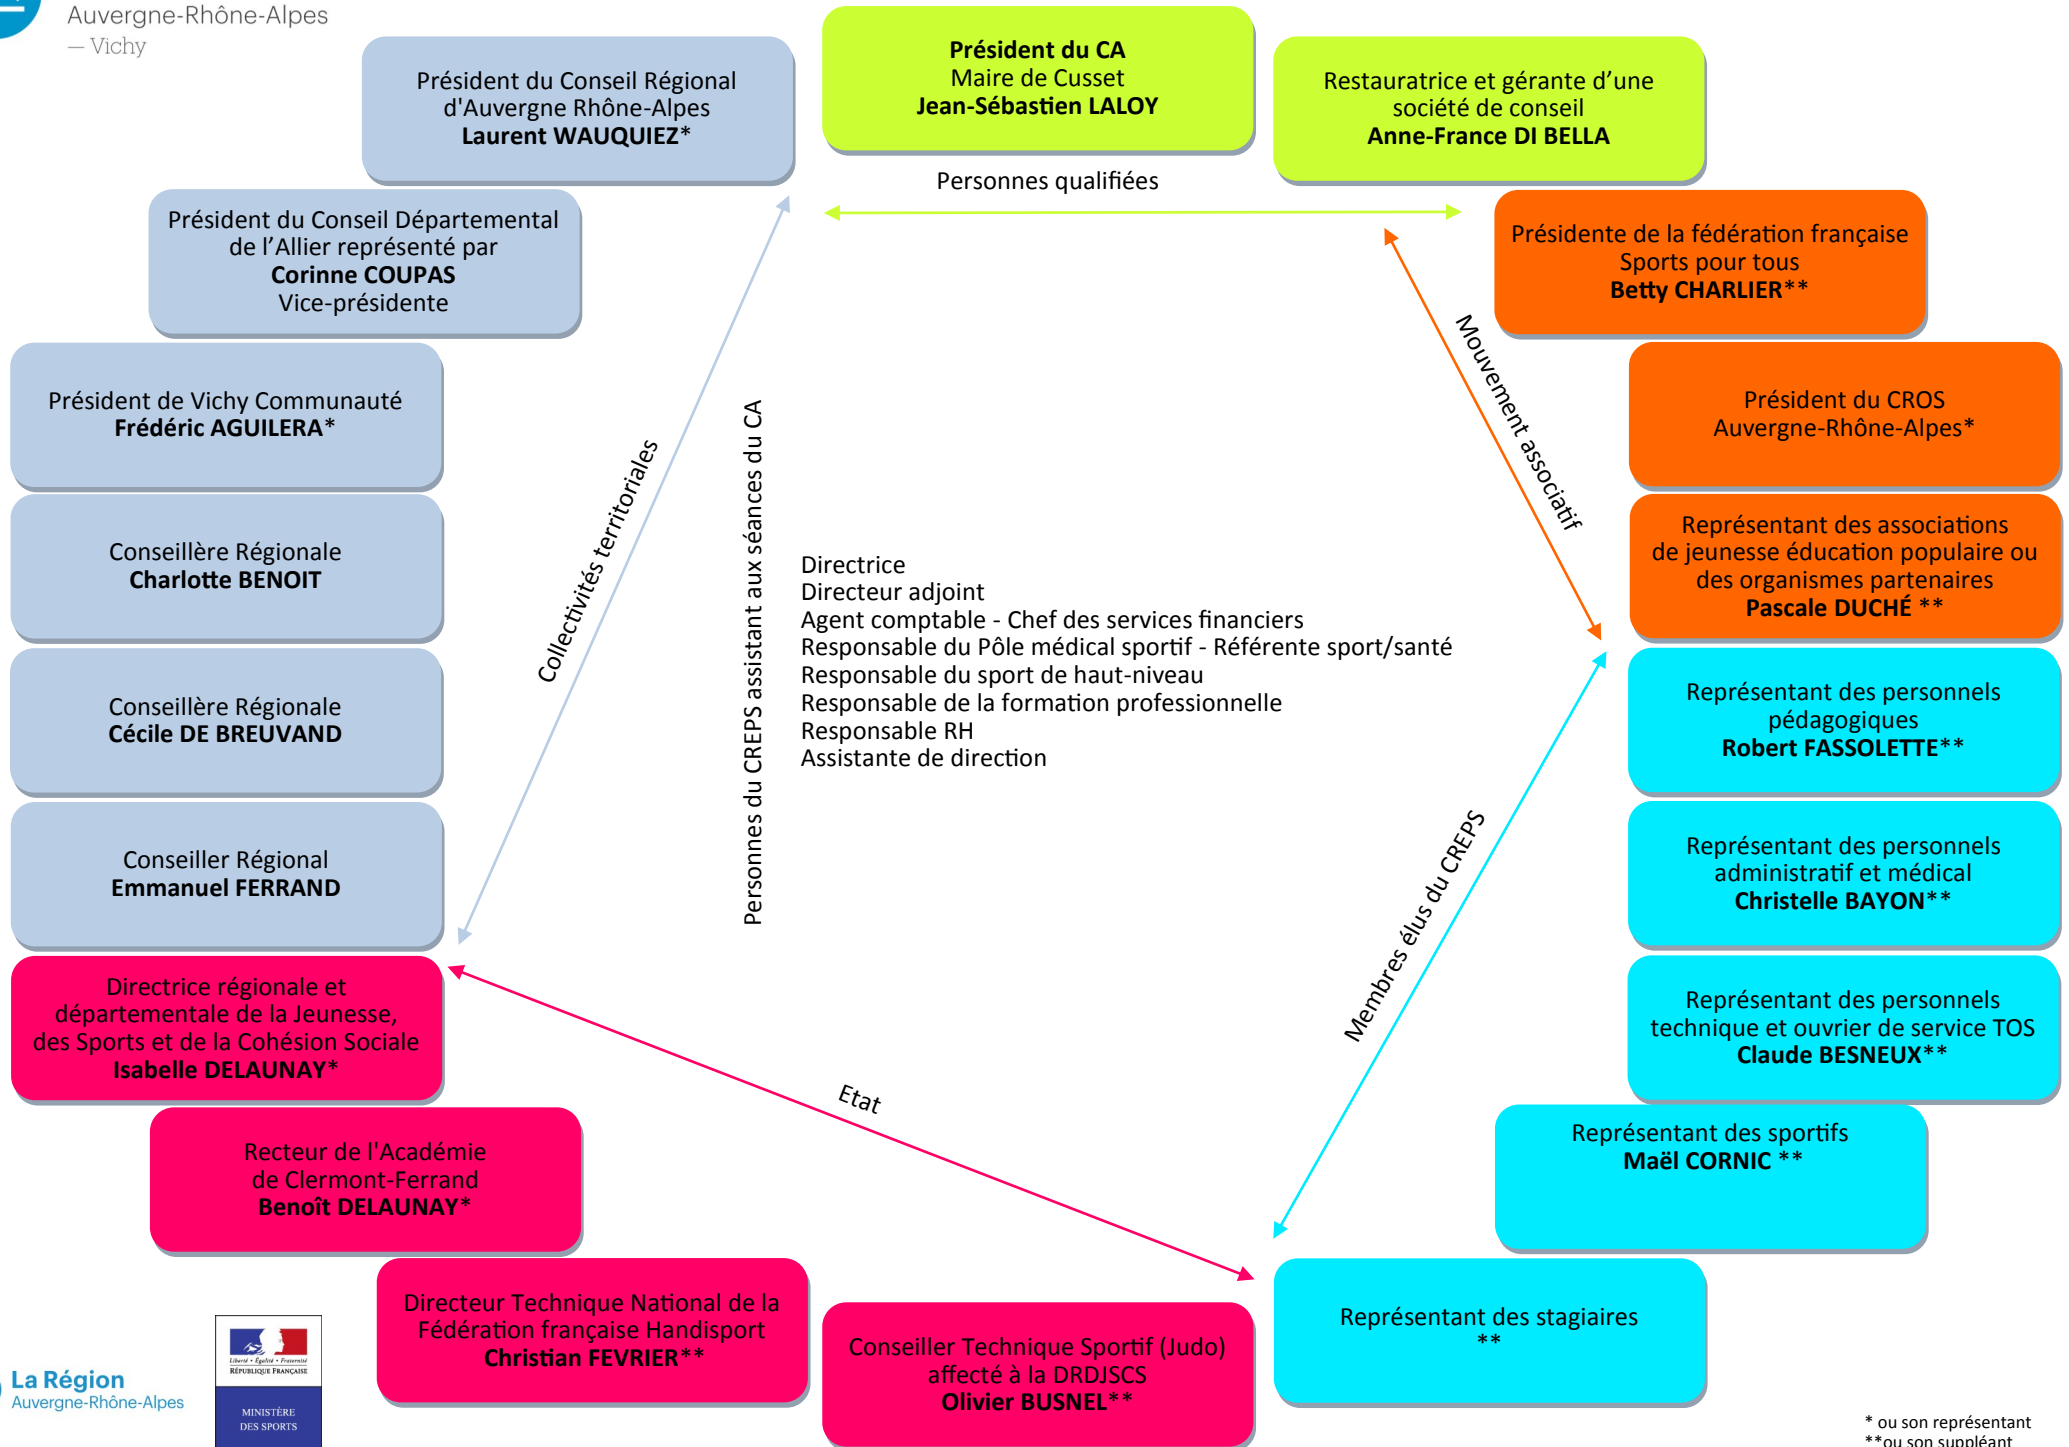 Auvergne-Rhône-Alpes
— Vichy
Président du CA
Maire de Cusset
Jean-Sébastien LALOY
Restauratrice et gérante d’une
société de conseil
Anne-France DI BELLA
Personnes qualifiées
Président du Conseil Régional
d'Auvergne Rhône-Alpes
Laurent WAUQUIEZ*
Président du Conseil Départemental
de l’Allier représenté par
Corinne COUPAS
Vice-présidente
Président de Vichy Communauté
Frédéric AGUILERA*
Conseillère Régionale
Charlotte BENOIT
Conseillère Régionale
Cécile DE BREUVAND
Conseiller Régional
Emmanuel FERRAND
Collectivités territoriales
Présidente de la fédération française
Sports pour tous
Betty CHARLIER**
Président du CROS
Auvergne-Rhône-Alpes*
Représentant des associations
de jeunesse éducation populaire ou
des organismes partenaires
Pascale DUCHÉ **
Mouvement associatif
Personnes du CREPS assistant aux séances du CA
Directrice
Directeur adjoint
Agent comptable - Chef des services financiers
Responsable du Pôle médical sportif - Référente sport/santé
Responsable du sport de haut-niveau
Responsable de la formation professionnelle
Responsable RH
Assistante de direction
Représentant des personnels
pédagogiques
Robert FASSOLETTE**
Représentant des personnels
administratif et médical
Christelle BAYON**
Représentant des personnels
technique et ouvrier de service TOS
Claude BESNEUX**
Représentant des sportifs
Maël CORNIC **
Représentant des stagiaires
**
Membres élus du CREPS
Directrice régionale et
départementale de la Jeunesse,
des Sports et de la Cohésion Sociale
Isabelle DELAUNAY*
Recteur de l'Académie
de Clermont-Ferrand
Benoît DELAUNAY*
Directeur Technique National de la
Fédération française Handisport
Christian FEVRIER**
Conseiller Technique Sportif (Judo)
affecté à la DRDJSCS
Olivier BUSNEL**
Etat
La Région
Auvergne-Rhône-Alpes
Liberté • Égalité • Fraternité
RÉPUBLIQUE FRANÇAISE
MINISTÈRE
DES SPORTS
* ou son représentant
**ou son suppléant